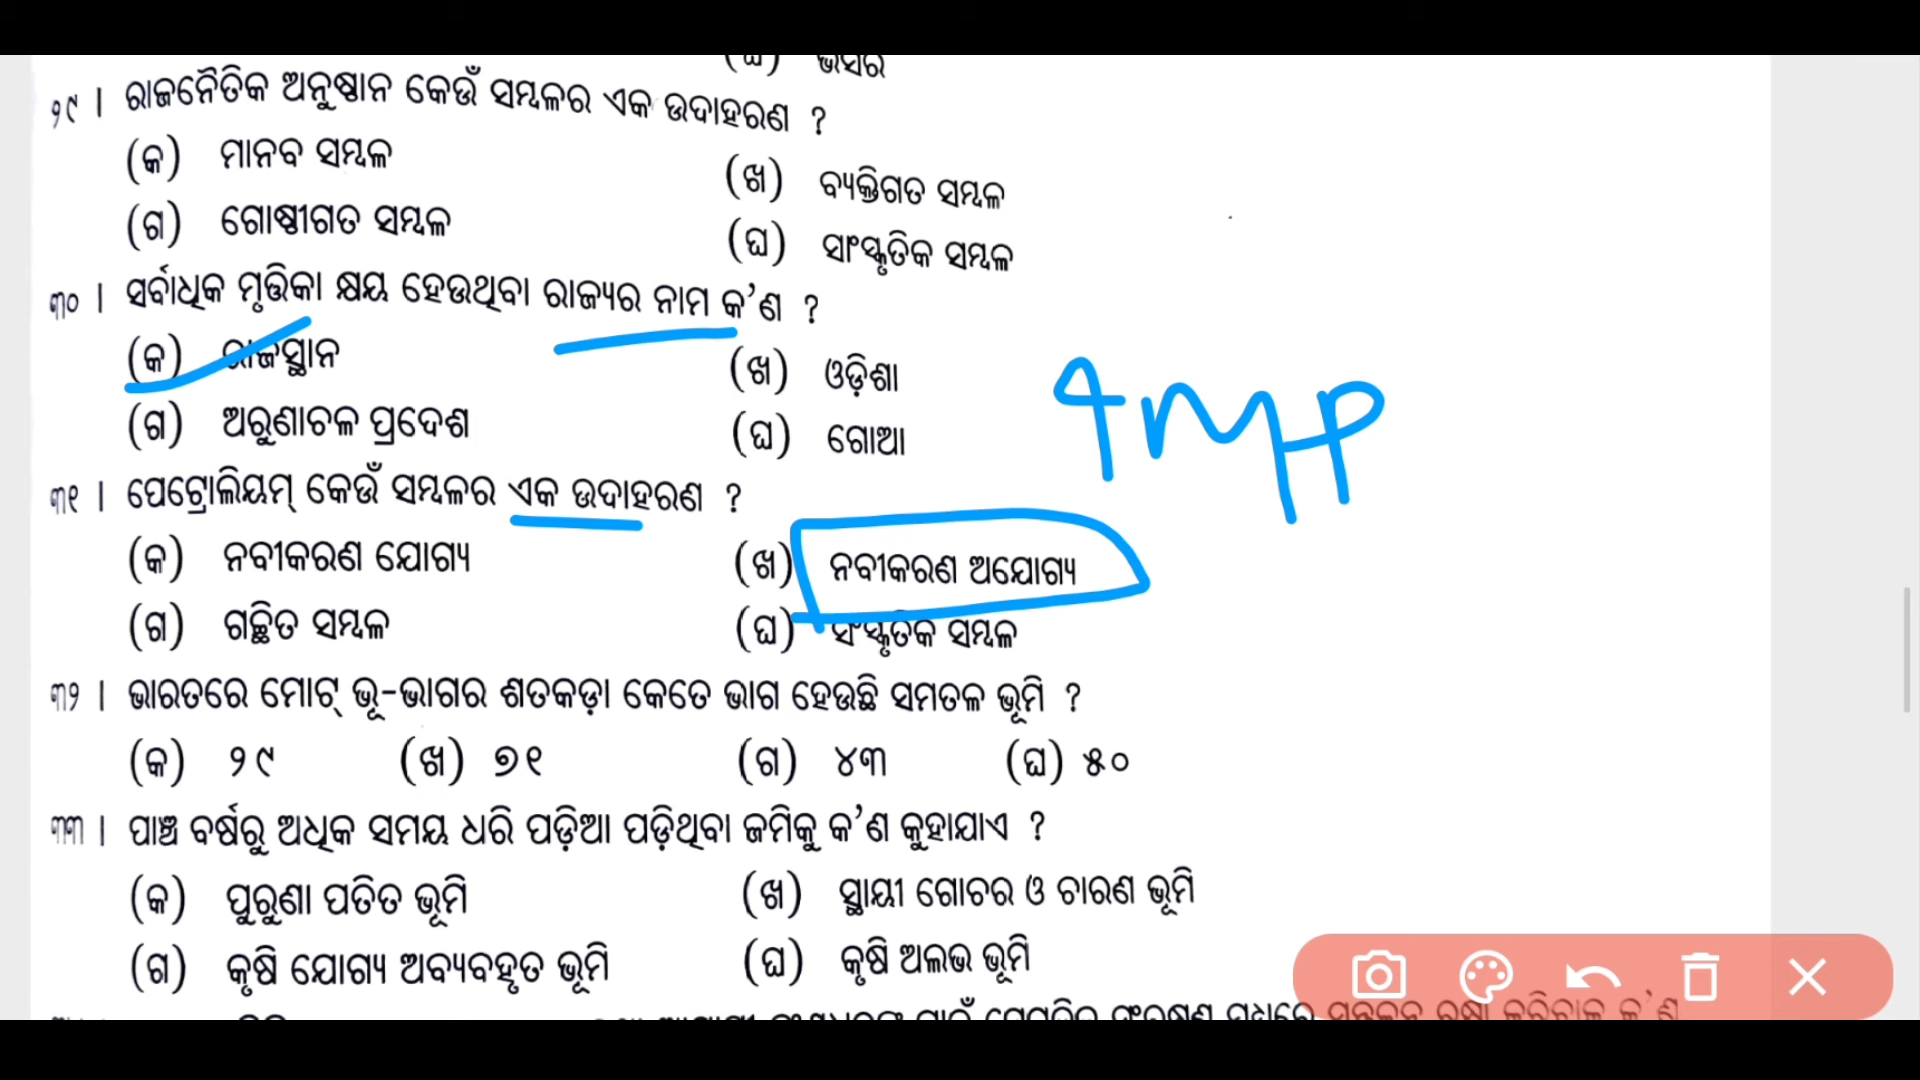 (ଘ) ଭିସର
୨୯ । ରାଜନୈତିକ ଅନୁଷ୍ଠାନ କେଉଁ ସମ୍ବଳର ଏକ ଉଦାହରଣ ?
(କ) ମାନବ ସମ୍ବଳ (ଖ) ବ୍ୟକ୍ତିଗତ ସମ୍ବଳ
(ଗ) ଗୋଷ୍ଠୀଗତ ସମ୍ବଳ (ଘ) ସାଂସ୍କୃତିକ ସମ୍ବଳ
୩୦ । ସର୍ବାଧିକ ମୃତ୍ତିକା କ୍ଷୟ ହେଉଥିବା ରାଜ୍ୟର ନାମ କ'ଣ ?
(କ) ରାଜସ୍ଥାନ (ଖ) ଓଡ଼ିଶା
(ଗ) ଅରୁଣାଚଳ ପ୍ରଦେଶ (ଘ) ଗୋଆ
Imp
୩୧ । ପେଟ୍ରୋଲିୟମ୍ କେଉଁ ସମ୍ବଳର ଏକ ଉଦାହରଣ ?
(କ) ନବୀକରଣ ଯୋଗ୍ୟ (ଖ) ନବୀକରଣ ଅଯୋଗ୍ୟ
(ଗ) ଗଚ୍ଛିତ ସମ୍ବଳ (ଘ) ସଂସ୍କୃତିକ ସମ୍ବଳ
୩୨ । ଭାରତରେ ମୋଟ୍ ଭୂ-ଭାଗର ଶତକଡ଼ା କେତେ ଭାଗ ହେଉଛି ସମତଳ ଭୂମି ?
(କ) ୨୯ (ଖ) ୭୧ (ଗ) ୪୩ (ଘ) ୫୦
୩୩ । ପାଞ୍ଚ ବର୍ଷରୁ ଅଧିକ ସମୟ ଧରି ପଡ଼ିଆ ପଡ଼ିଥିବା ଜମିକୁ କ'ଣ କୁହାଯାଏ ?
(କ) ପୁରୁଣା ପତିତ ଭୂମି (ଖ) ସ୍ଥାୟୀ ଗୋଚର ଓ ଚାରଣ ଭୂମି
(ଗ) କୃଷି ଯୋଗ୍ୟ ଅବ୍ୟବହୃତ ଭୂମି (ଘ) କୃଷି ଅଲଭ ଭୂମି